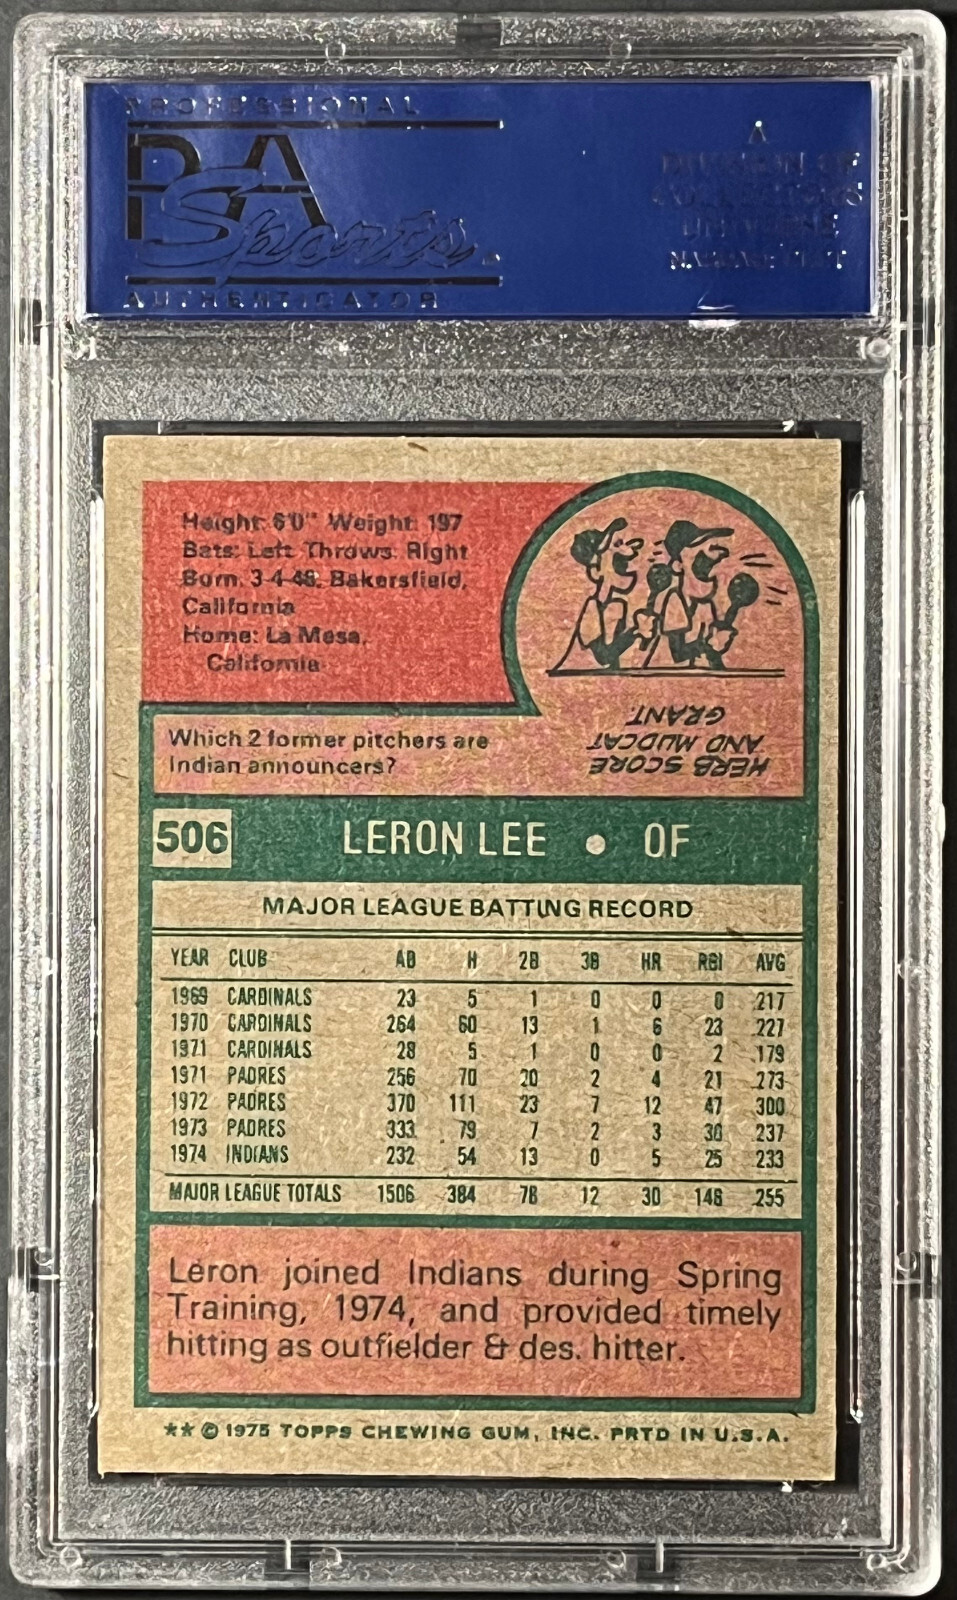 PROFESSIONAL
PSA
Sports
AUTHENTICATOR
A
DIVISION OF
COLLECTORS
UNIVERSE
NASDAQ: CLCT
Height: 6'0" Weight: 197
Bats: Left Throws: Right
Born: 3-4-48, Bakersfield,
California
Home: La Mesa,
California
Which 2 former pitchers are
Indian announcers?
HERB SCORE
AND MUDCAT
GRANT.
506 LERON LEE • OF
MAJOR LEAGUE BATTING RECORD
YEAR CLUB AB H 2B 3B HR RBI AVG
1969 CARDINALS 23 5 1 0 0 0 .217
1970 CARDINALS 264 60 13 1 6 23 .227
1971 CARDINALS 28 5 1 0 0 2 .179
1971 PADRES 256 70 20 2 4 21 .273
1972 PADRES 370 111 23 7 12 47 .300
1973 PADRES 333 79 7 2 3 30 .237
1974 INDIANS 232 54 13 0 5 25 .233
MAJOR LEAGUE TOTALS 1506 384 78 12 30 148 .255
Leron joined Indians during Spring
Training, 1974, and provided timely
hitting as outfielder & des. hitter.
** © 1975 TOPPS CHEWING GUM, INC. PRTD IN U.S.A.